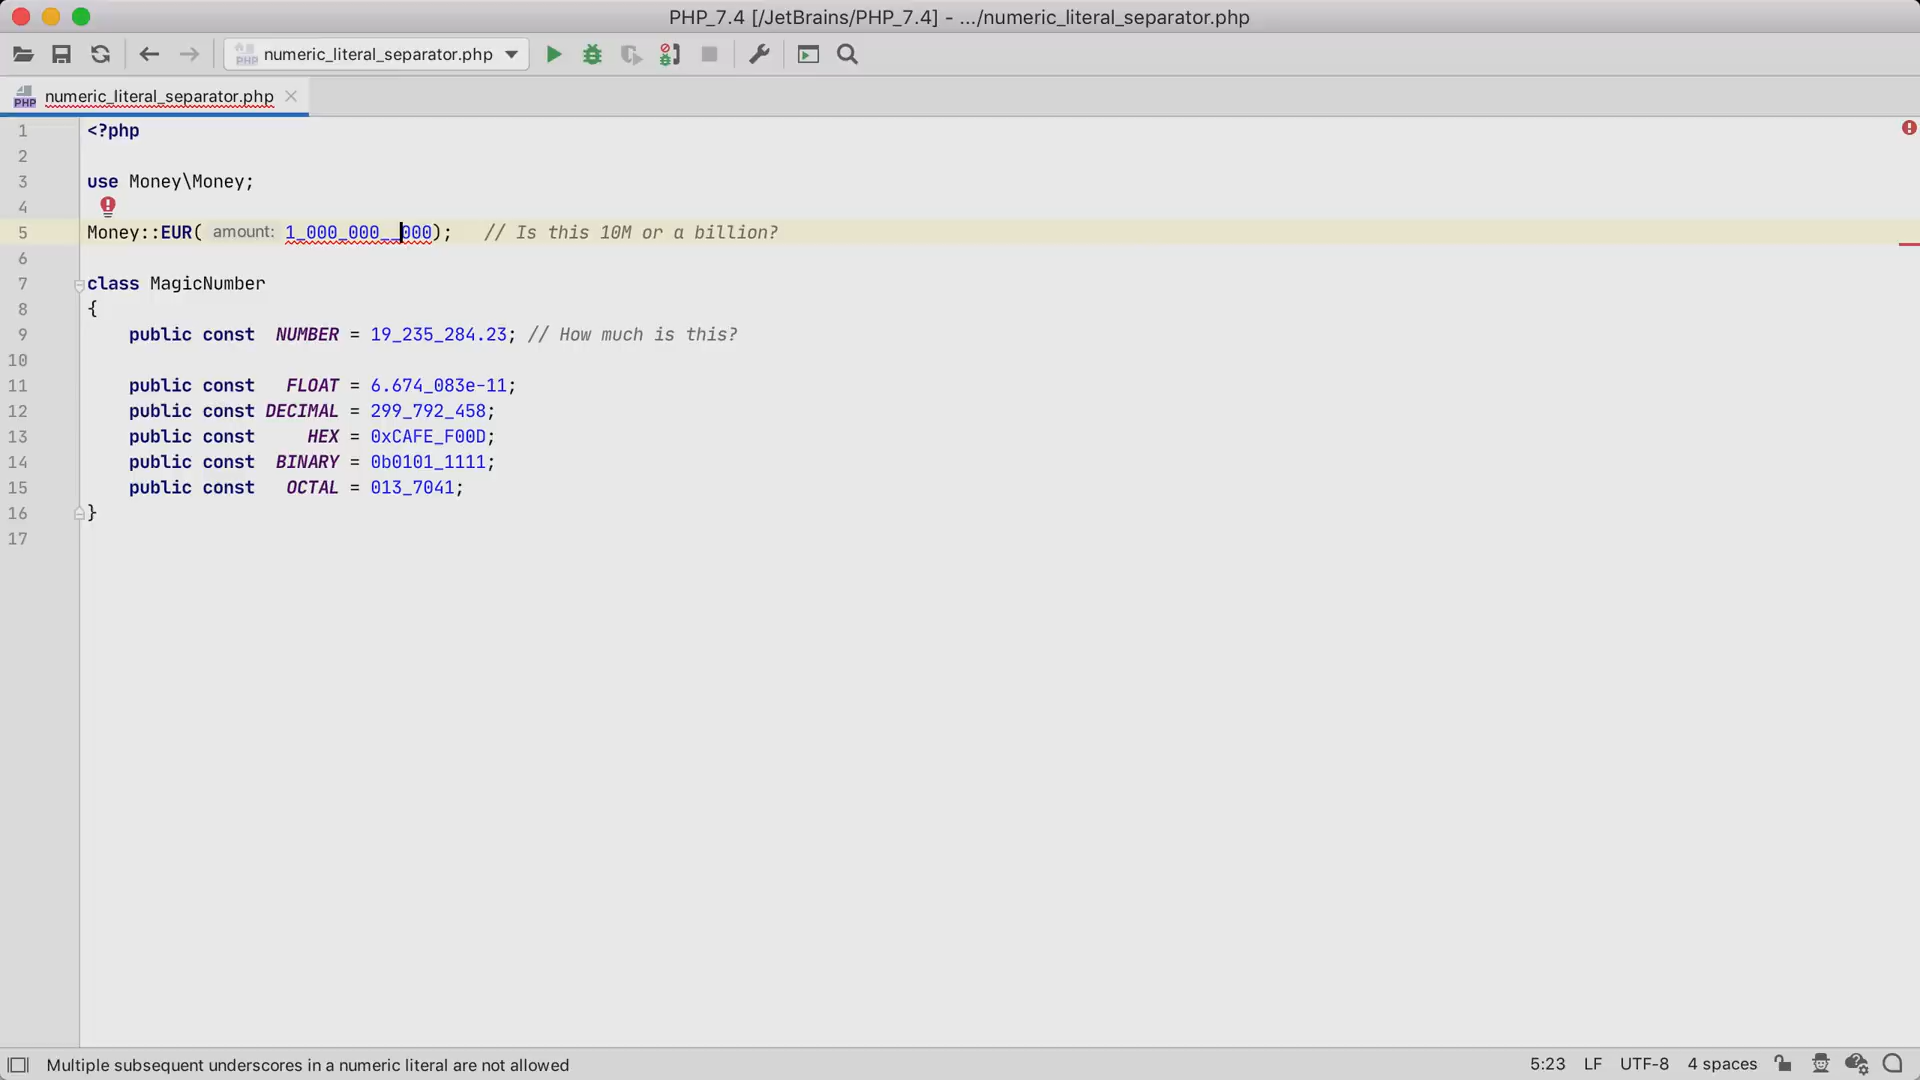 PHP_7.4 [/JetBrains/PHP_7.4] - .../numeric_literal_separator.php
numeric_literal_separator.php
numeric_literal_separator.php
1 <?php
2
3 use Money\Money;
4
5 Money::EUR( amount: 1_000_000__000); // Is this 10M or a billion?
6
7 class MagicNumber
8 {
9 public const NUMBER = 19_235_284.23; // How much is this?
10
11 public const FLOAT = 6.674_083e-11;
12 public const DECIMAL = 299_792_458;
13 public const HEX = 0xCAFE_F00D;
14 public const BINARY = 0b0101_1111;
15 public const OCTAL = 013_7041;
16 }
17
Multiple subsequent underscores in a numeric literal are not allowed 5:23 LF UTF-8 4 spaces